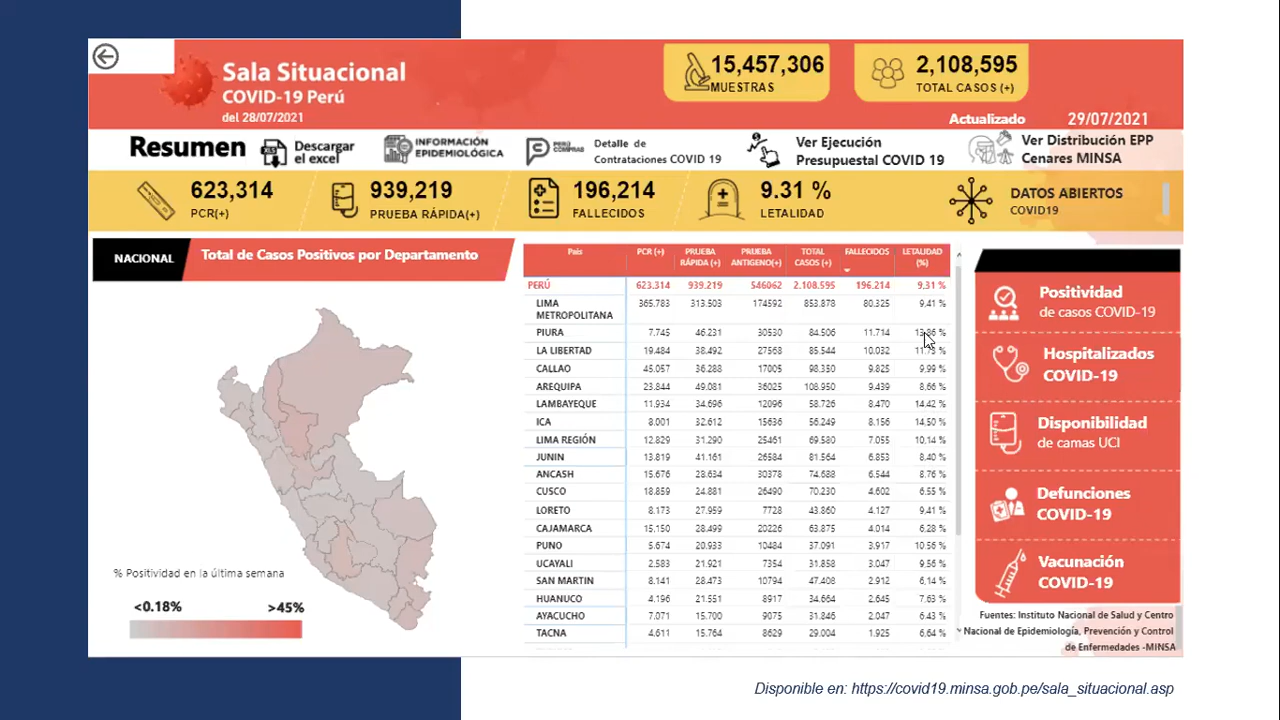 Sala Situacional
COVID-19 Perú
del 28/07/2021
15,457,306
MUESTRAS
2,108,595
TOTAL CASOS (+)
Actualizado 29/07/2021
Resumen
Descargar
el excel
INFORMACIÓN
EPIDEMIOLÓGICA
PERÚ
COMPRAS
Detalle de
Contrataciones COVID 19
Ver Ejecución
Presupuestal COVID 19
Ver Distribución EPP
Cenares MINSA
623,314
PCR(+)
939,219
PRUEBA RÁPIDA(+)
196,214
FALLECIDOS
9.31 %
LETALIDAD
DATOS ABIERTOS
COVID19
NACIONAL
Total de Casos Positivos por Departamento
% Positividad en la última semana
<0.18% >45%
País PCR (+) PRUEBA RÁPIDA (+) PRUEBA ANTIGENO(+) TOTAL CASOS (+) FALLECIDOS LETALIDAD (%)
PERÚ 623.314 939.219 546062 2.108.595 196.214 9.31 %
LIMA METROPOLITANA 365.783 313.503 174592 853.878 80.325 9,41 %
PIURA 7.745 46.231 30530 84.506 11.714
LA LIBERTAD 19.484 38.492 27568 85.544 10.032
CALLAO 45.057 36.288 17005 98.350 9.825 9.99 %
AREQUIPA 23.844 49.081 36025 108.950 9.439 8,66 %
LAMBAYEQUE 11.934 34.696 12096 58.726 8.470 14.42 %
ICA 8.001 32.612 15636 56.249 8.156 14,50 %
LIMA REGIÓN 12.829 31.290 25461 69.580 7.055 10,14 %
JUNIN 13.819 41.161 26584 81.564 6.853 8.40 %
ANCASH 15.676 28.634 30378 74.688 6.544 8.76 %
CUSCO 18.859 24.881 26490 70.230 4.602 6.55 %
LORETO 8.173 27.959 7728 43.860 4.127 9,41 %
CAJAMARCA 15.150 28.499 20226 63.875 4.014 6,28 %
PUNO 5.674 20.933 10484 37.091 3.917 10.56 %
UCAYALI 2.583 21.921 7354 31.858 3.047 9,56 %
SAN MARTIN 8.141 28.473 10794 47.408 2.912 6,14 %
HUANUCO 4.196 21.551 8917 34.664 2.645 7.63 %
AYACUCHO 7.071 15.700 9075 31.846 2.047 6.43 %
TACNA 4.611 15.764 8629 29.004 1.925 6,64 %
Positividad
de casos COVID-19
Hospitalizados
COVID-19
Disponibilidad
de camas UCI
Defunciones
COVID-19
Vacunación
COVID-19
Fuentes: Instituto Nacional de Salud y Centro
Nacional de Epidemiología, Prevención y Control
de Enfermedades -MINSA
Disponible en: https://covid19.minsa.gob.pe/sala_situacional.asp